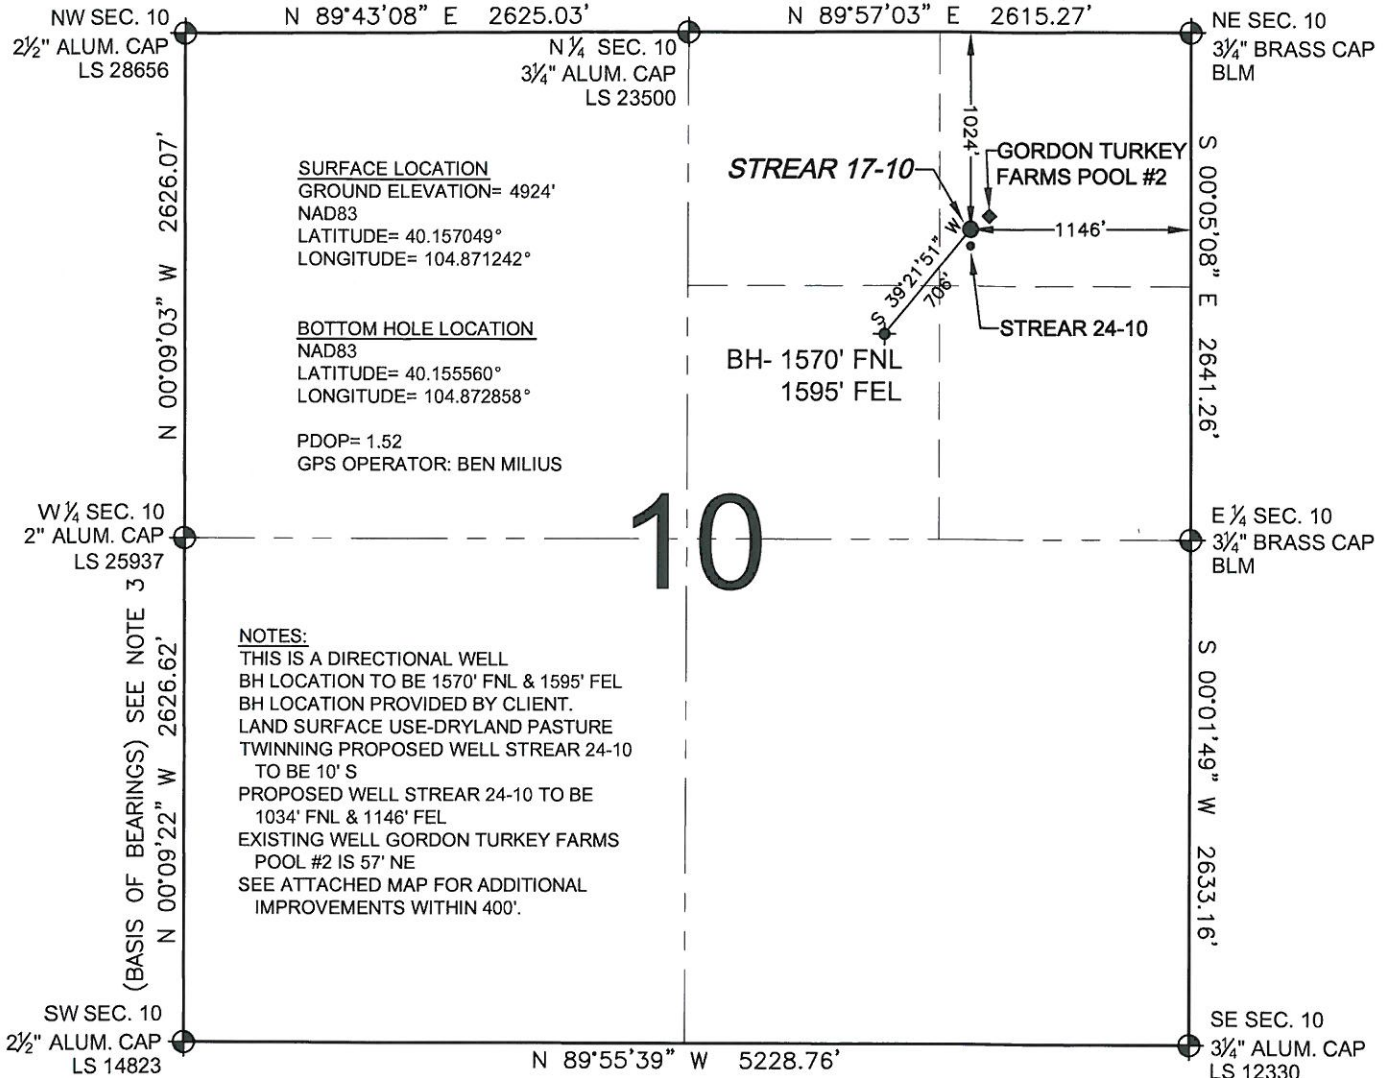 N 89°43'08" E 2625.03'
N 89°57'03" E 2615.27'
NW SEC. 10
2½" ALUM. CAP
LS 28656
N ¼ SEC. 10
3¼" ALUM. CAP
LS 23500
NE SEC. 10
3¼" BRASS CAP
BLM
N 00°09'03" W 2626.07'
SURFACE LOCATION
GROUND ELEVATION= 4924'
NAD83
LATITUDE= 40.157049°
LONGITUDE= 104.871242°
BOTTOM HOLE LOCATION
NAD83
LATITUDE= 40.155560°
LONGITUDE= 104.872858°
PDOP= 1.52
GPS OPERATOR: BEN MILIUS
1024'
STREAR 17-10
GORDON TURKEY
FARMS POOL #2
1146'
S 39°21'51" W
706'
STREAR 24-10
BH- 1570' FNL
1595' FEL
S 00°05'08" E 2641.26'
10
W ¼ SEC. 10
2" ALUM. CAP
LS 25937
E ¼ SEC. 10
3¼" BRASS CAP
BLM
(BASIS OF BEARINGS) SEE NOTE 3
N 00°09'22" W 2626.62'
NOTES:
THIS IS A DIRECTIONAL WELL
BH LOCATION TO BE 1570' FNL & 1595' FEL
BH LOCATION PROVIDED BY CLIENT.
LAND SURFACE USE-DRYLAND PASTURE
TWINNING PROPOSED WELL STREAR 24-10
TO BE 10' S
PROPOSED WELL STREAR 24-10 TO BE
1034' FNL & 1146' FEL
EXISTING WELL GORDON TURKEY FARMS
POOL #2 IS 57' NE
SEE ATTACHED MAP FOR ADDITIONAL
IMPROVEMENTS WITHIN 400'.
S 00°01'49" W 2633.16'
SW SEC. 10
2½" ALUM. CAP
LS 14823
N 89°55'39" W 5228.76'
SE SEC. 10
3¼" ALUM. CAP
LS 12330